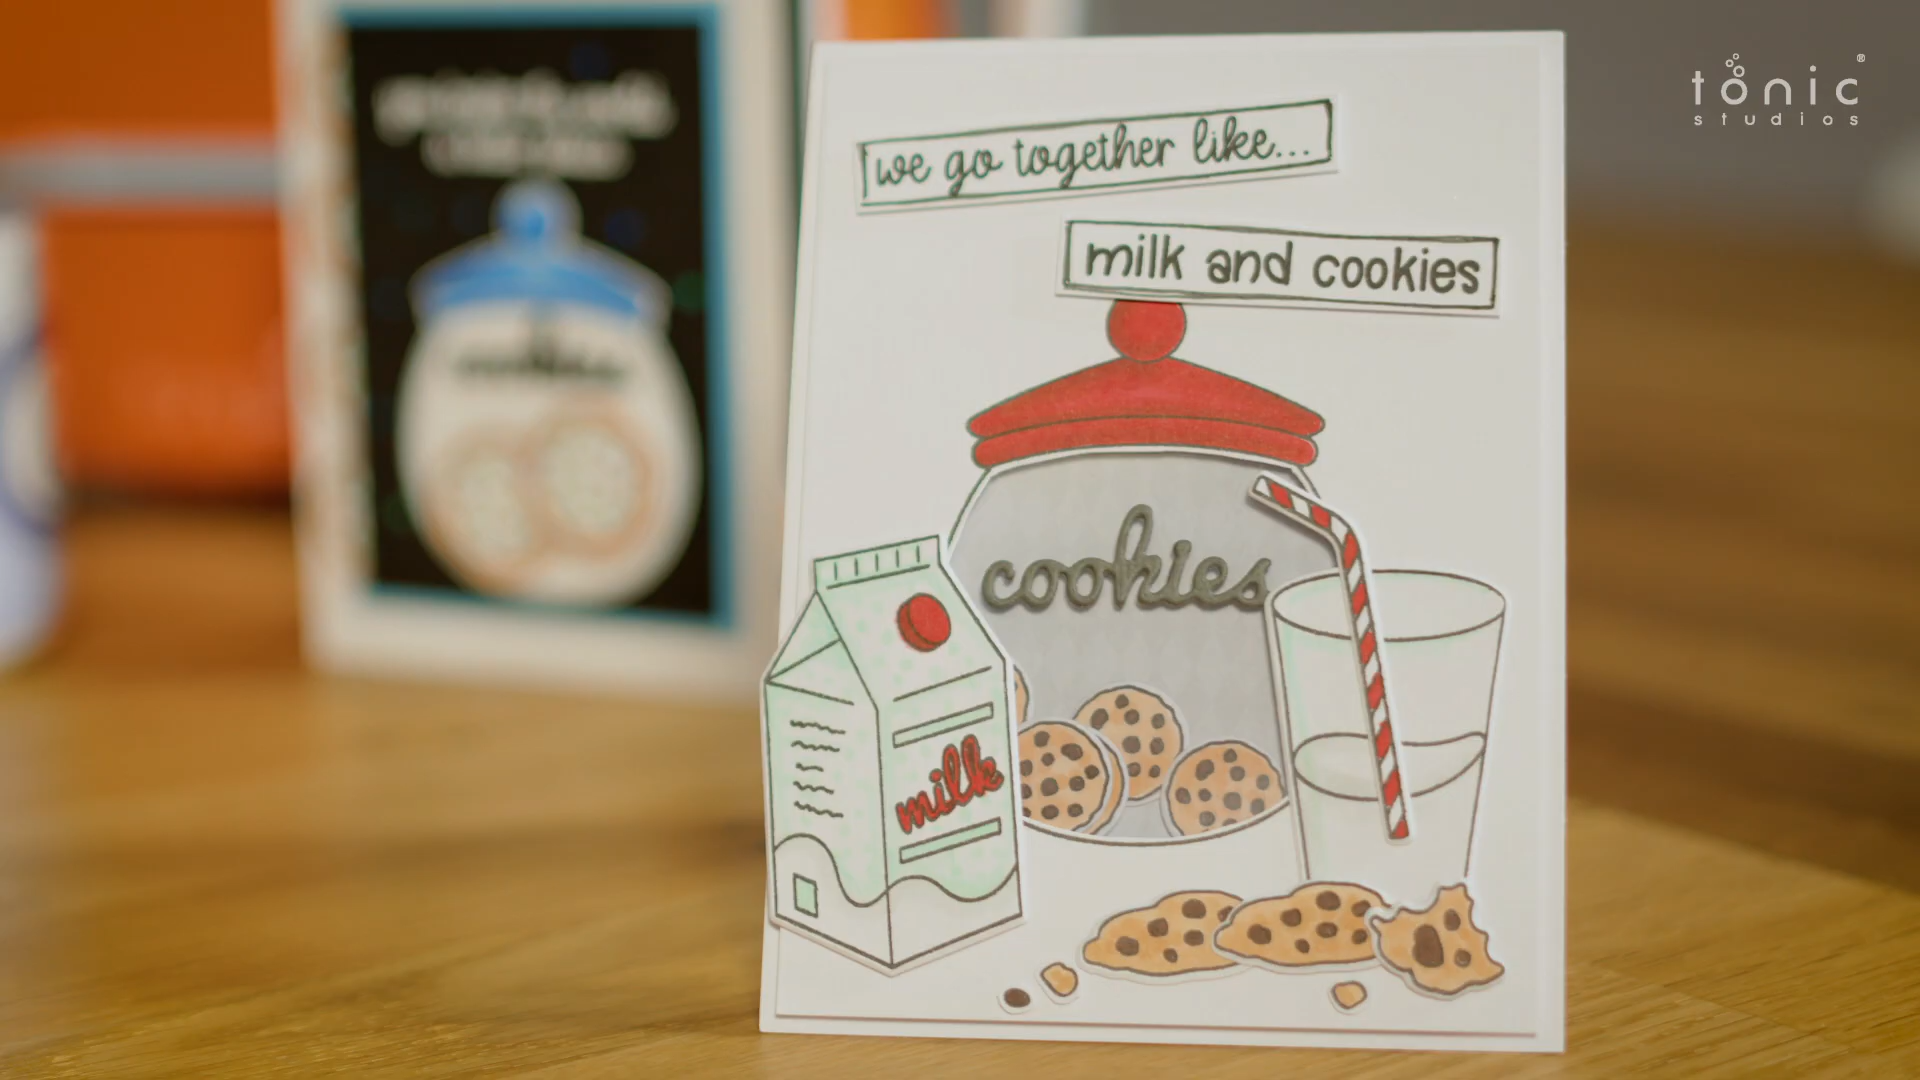 we go together like...
milk and cookies
cookies
milk
tonic®
studios